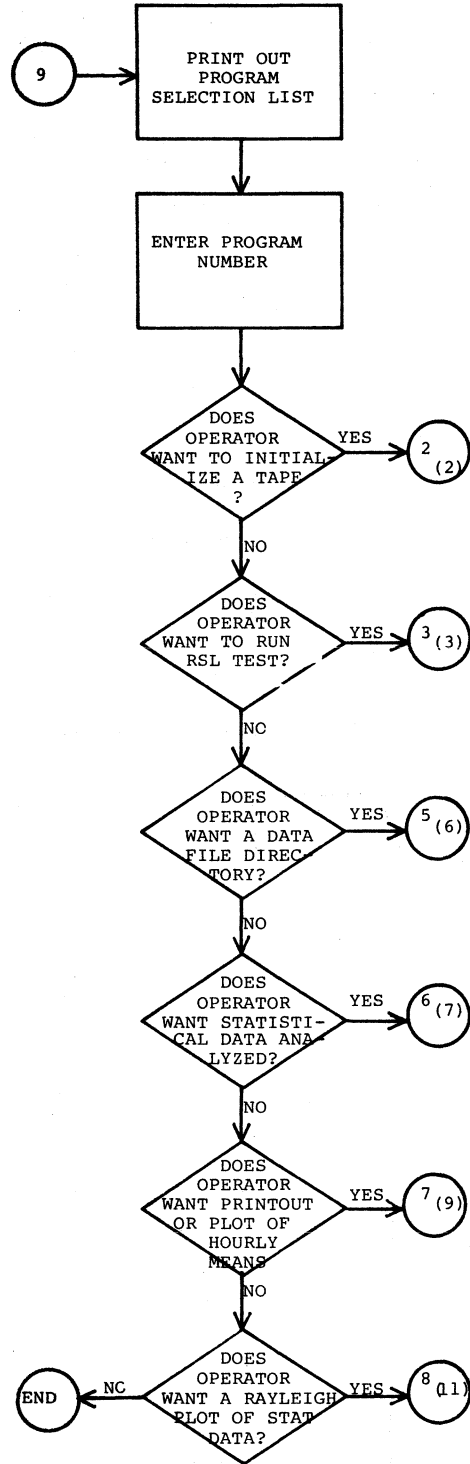 9
PRINT OUT
PROGRAM
SELECTION LIST
ENTER PROGRAM
NUMBER
DOES
OPERATOR
WANT TO INITIAL-
IZE A TAPE
?
YES
2
(2)
NO
DOES
OPERATOR
WANT TO RUN
RSL TEST?
YES
3
(3)
NO
DOES
OPERATOR
WANT A DATA
FILE DIREC-
TORY?
YES
5
(6)
NO
DOES
OPERATOR
WANT STATISTI-
CAL DATA ANA-
LYZED?
YES
6
(7)
NO
DOES
OPERATOR
WANT PRINTOUT
OR PLOT OF
HOURLY
MEANS
YES
7
(9)
NO
DOES
OPERATOR
WANT A RAYLEIGH
PLOT OF STAT
DATA?
YES
8
(11)
NO
END